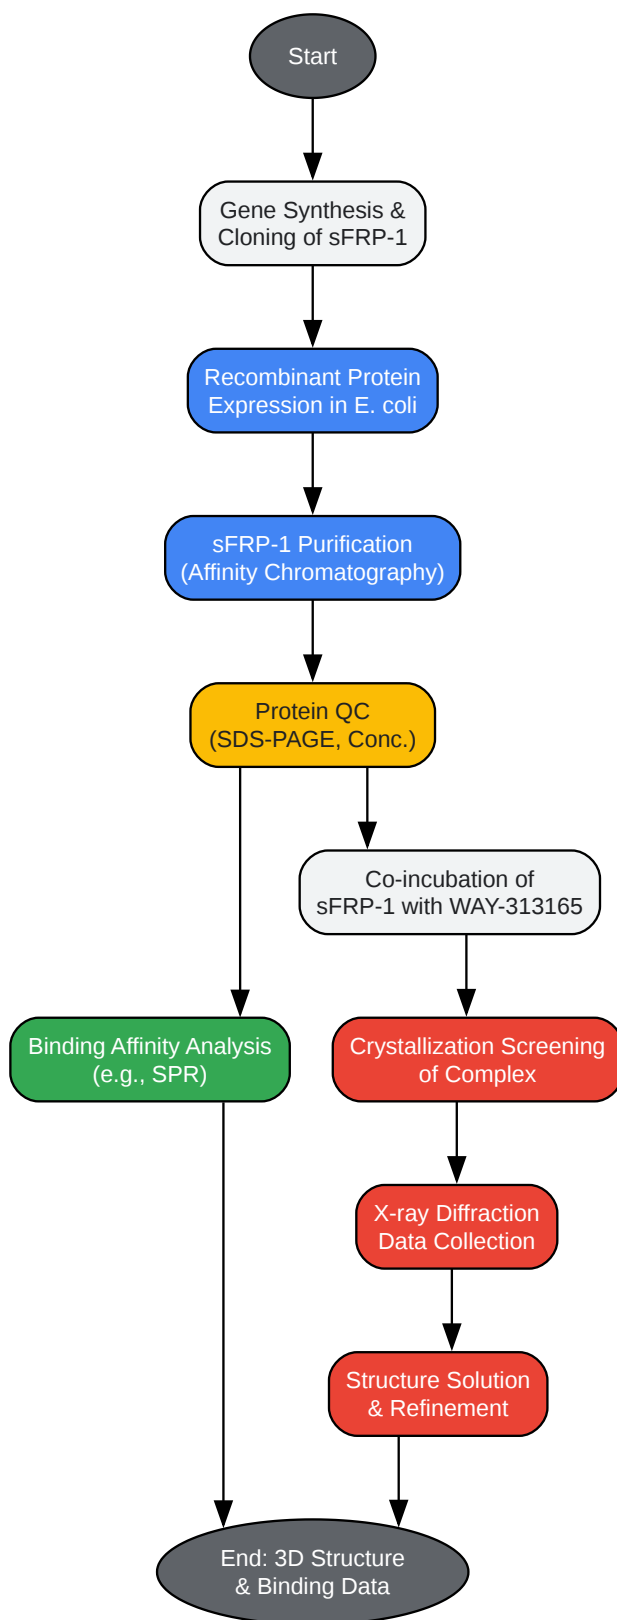 Start
Gene Synthesis &
Cloning of sFRP-1
Recombinant Protein
Expression in E. coli
sFRP-1 Purification
(Affinity Chromatography)
Protein QC
(SDS-PAGE, Conc.)
Co-incubation of
sFRP-1 with WAY-313165
Binding Affinity Analysis
(e.g., SPR)
Crystallization Screening
of Complex
X-ray Diffraction
Data Collection
Structure Solution
& Refinement
End: 3D Structure
& Binding Data